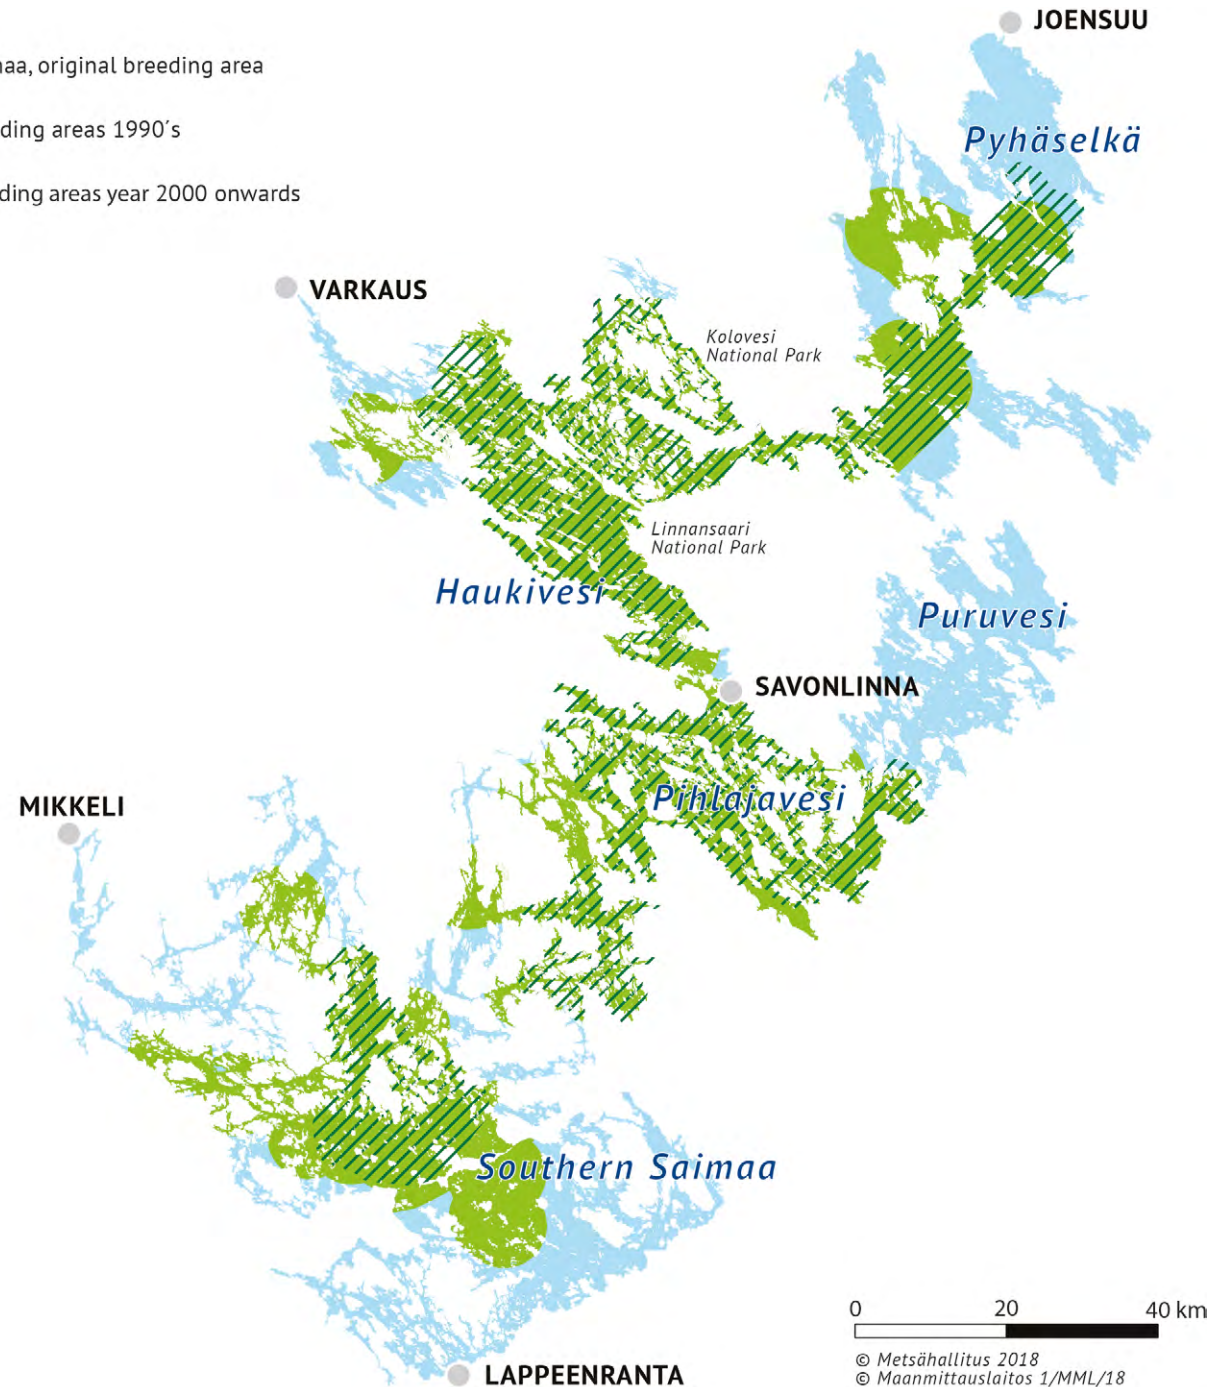 JOENSUU
naa, original breeding area
ding areas 1990´s
Pyhäselkä
ding areas year 2000 onwards
VARKAUS
Kolovesi
National Park
Linnansaari
National Park
Haukivesi
Puruvesi
SAVONLINNA
Pihlajavesi
MIKKELI
Southern Saimaa
0 20 40 km
© Metsähallitus 2018
© Maanmittauslaitos 1/MML/18
LAPPEENRANTA